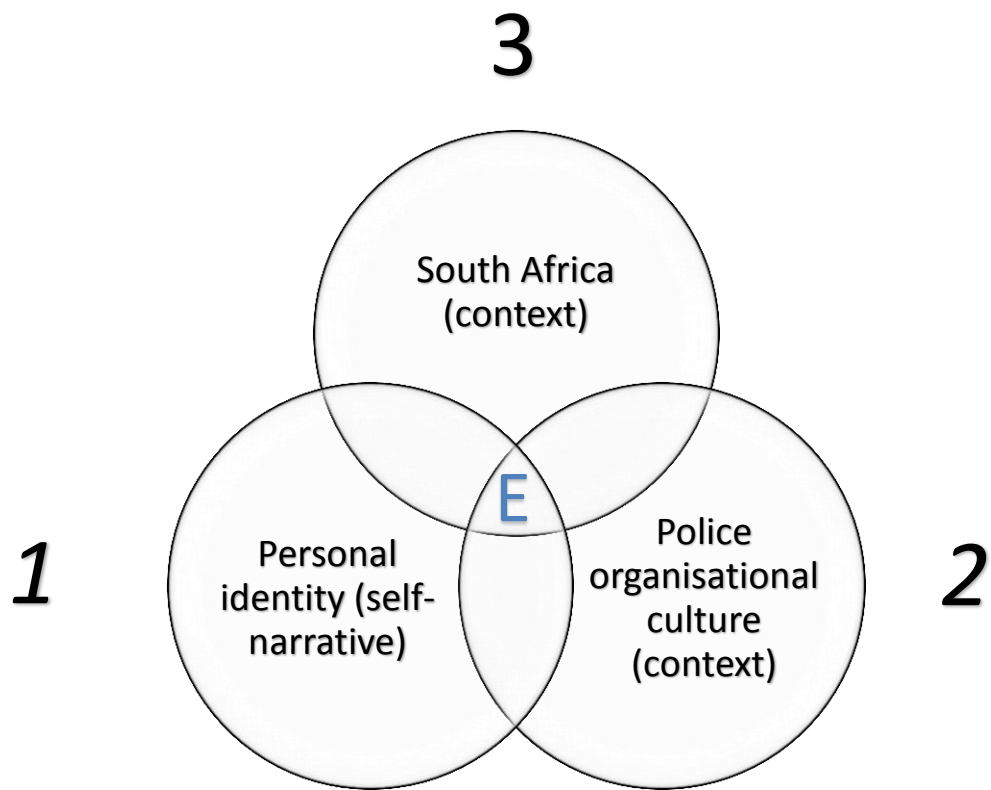 3
South Africa
(context)
E
1
Personal
identity (self-
narrative)
Police
organisational
culture
(context)
2